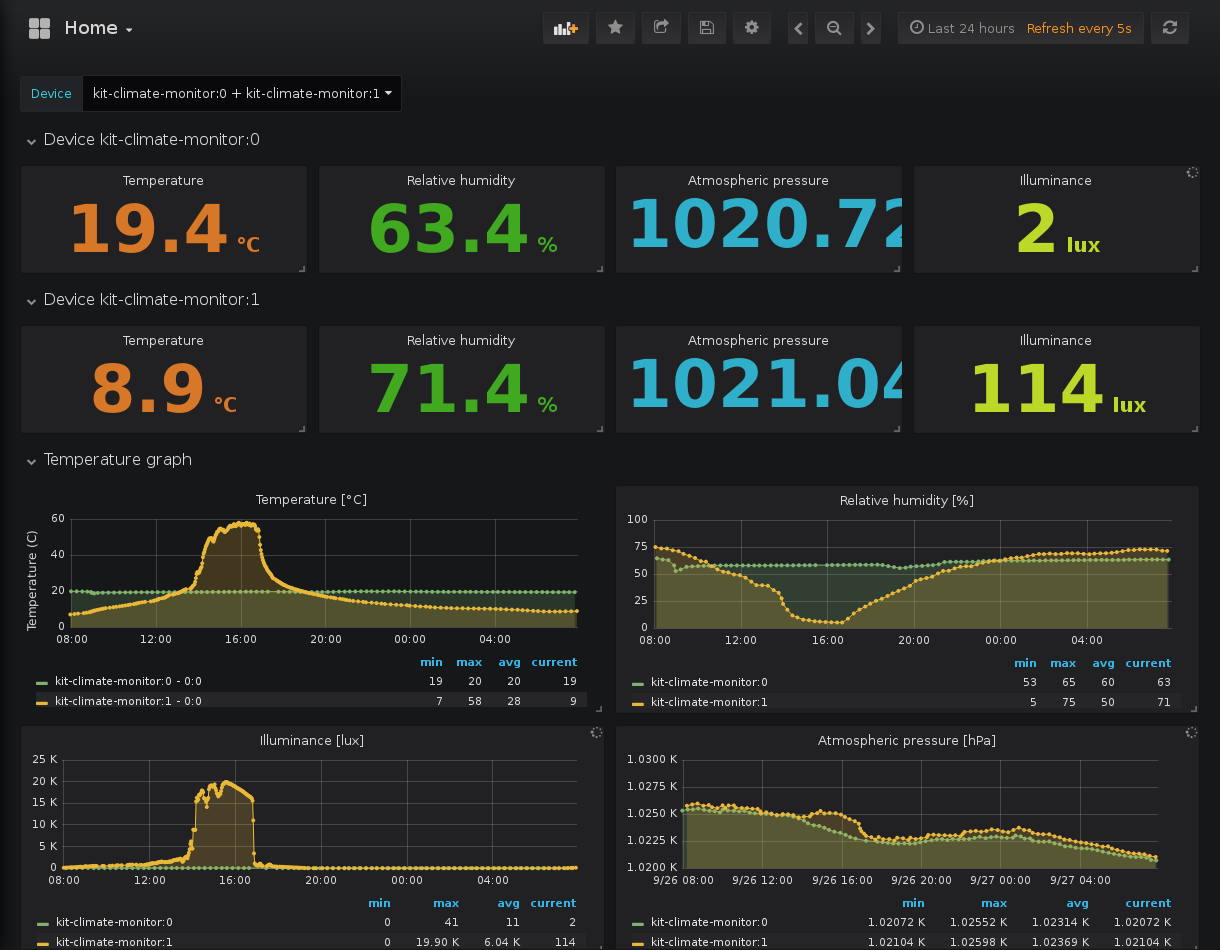 Home
Last 24 hours Refresh every 5s
Device kit-climate-monitor:0 + kit-climate-monitor:1
Device kit-climate-monitor:0
Temperature Relative humidity Atmospheric pressure Illuminance
19.4 °C 63.4 % 1020.72 2 lux
Device kit-climate-monitor:1
Temperature Relative humidity Atmospheric pressure Illuminance
8.9 °C 71.4 % 1021.04 114 lux
Temperature graph
Temperature [°C]
Temperature (C)
60
40
20
0
08:00 12:00 16:00 20:00 00:00 04:00
min max avg current
kit-climate-monitor:0 - 0:0 19 20 20 19
kit-climate-monitor:1 - 0:0 7 58 28 9
Relative humidity [%]
100
75
50
25
0
08:00 12:00 16:00 20:00 00:00 04:00
min max avg current
kit-climate-monitor:0 53 65 60 63
kit-climate-monitor:1 5 75 50 71
Illuminance [lux]
25 K
20 K
15 K
10 K
5 K
0
08:00 12:00 16:00 20:00 00:00 04:00
min max avg current
kit-climate-monitor:0 0 41 11 2
kit-climate-monitor:1 0 19.90 K 6.04 K 114
Atmospheric pressure [hPa]
1.0300 K
1.0275 K
1.0250 K
1.0225 K
1.0200 K
9/26 08:00 9/26 12:00 9/26 16:00 9/26 20:00 9/27 00:00 9/27 04:00
min max avg current
kit-climate-monitor:0 1.02072 K 1.02552 K 1.02314 K 1.02072 K
kit-climate-monitor:1 1.02104 K 1.02598 K 1.02369 K 1.02104 K